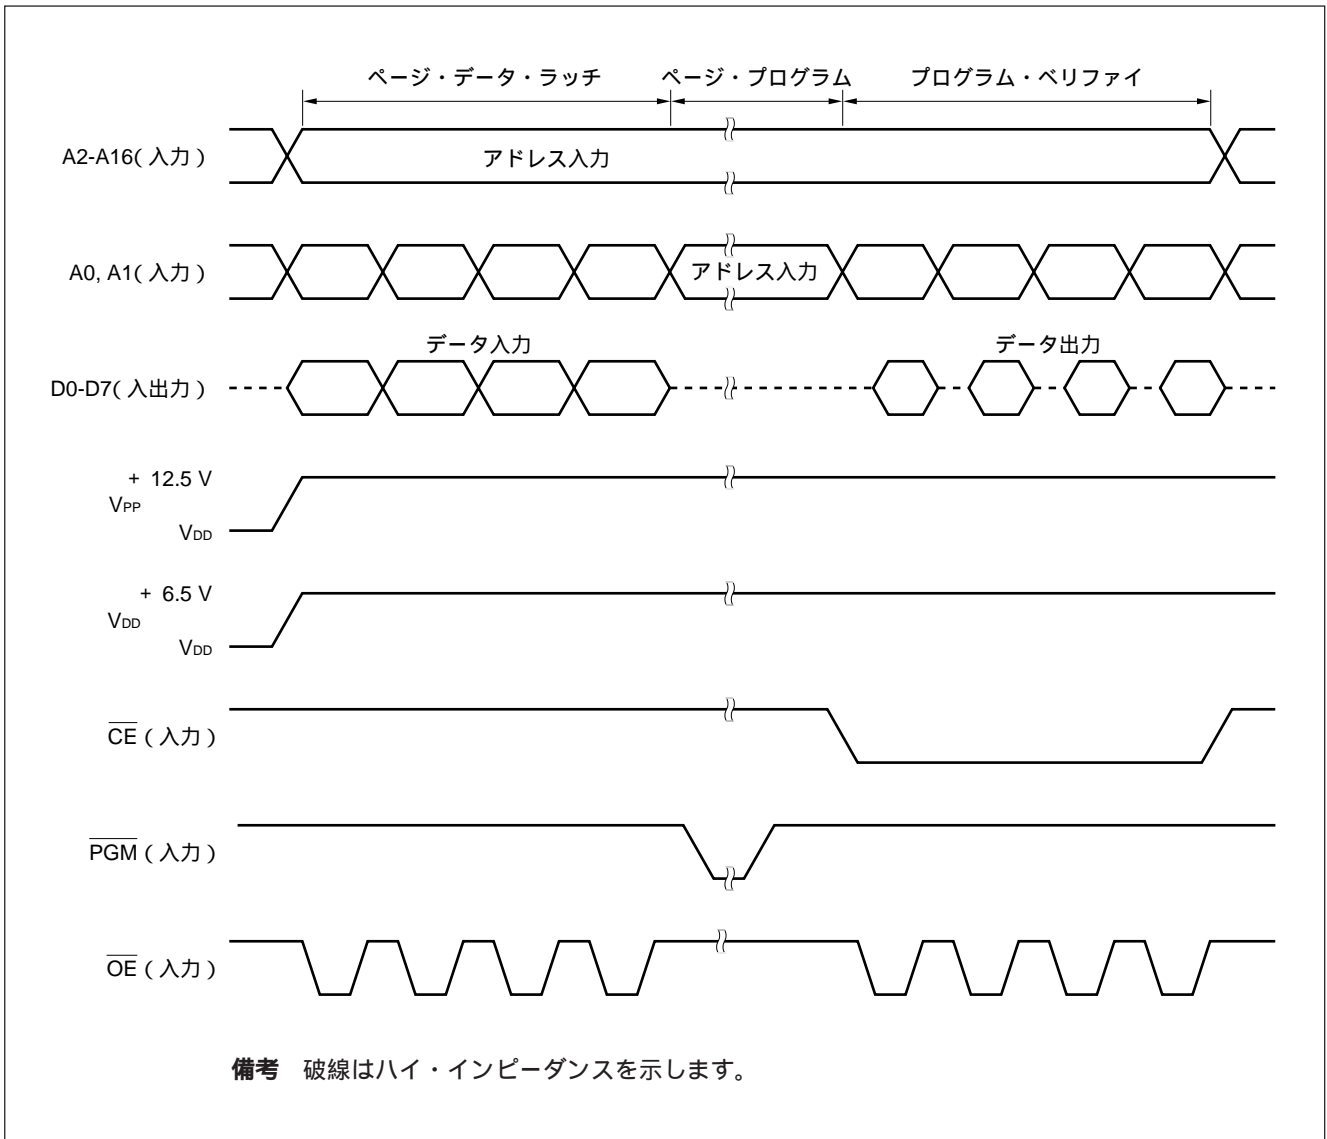 ページ・データ・ラッチ
ページ・プログラム
プログラム・ベリファイ
A2-A16(入力)
アドレス入力
A0, A1(入力)
アドレス入力
データ入力
データ出力
D0-D7(入出力)
+ 12.5 V
VPP
VDD
+ 6.5 V
VDD
VDD
CE(入力)
PGM(入力)
OE(入力)
備考 破線はハイ・インピーダンスを示します。